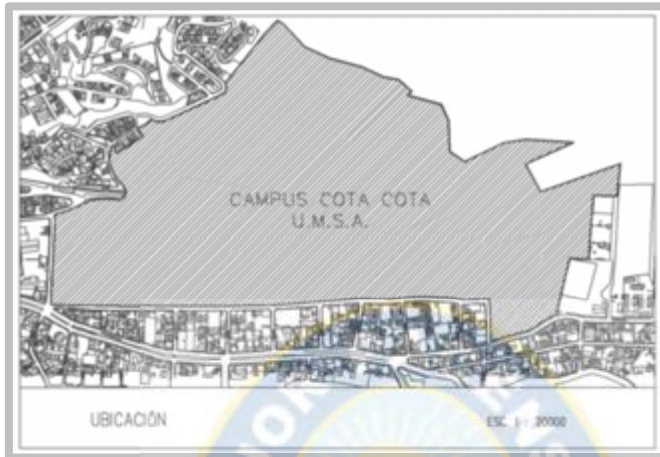 CAMPUS COTA COTA
U.M.S.A.
UBICACIÓN
ESC. 1 : 20000